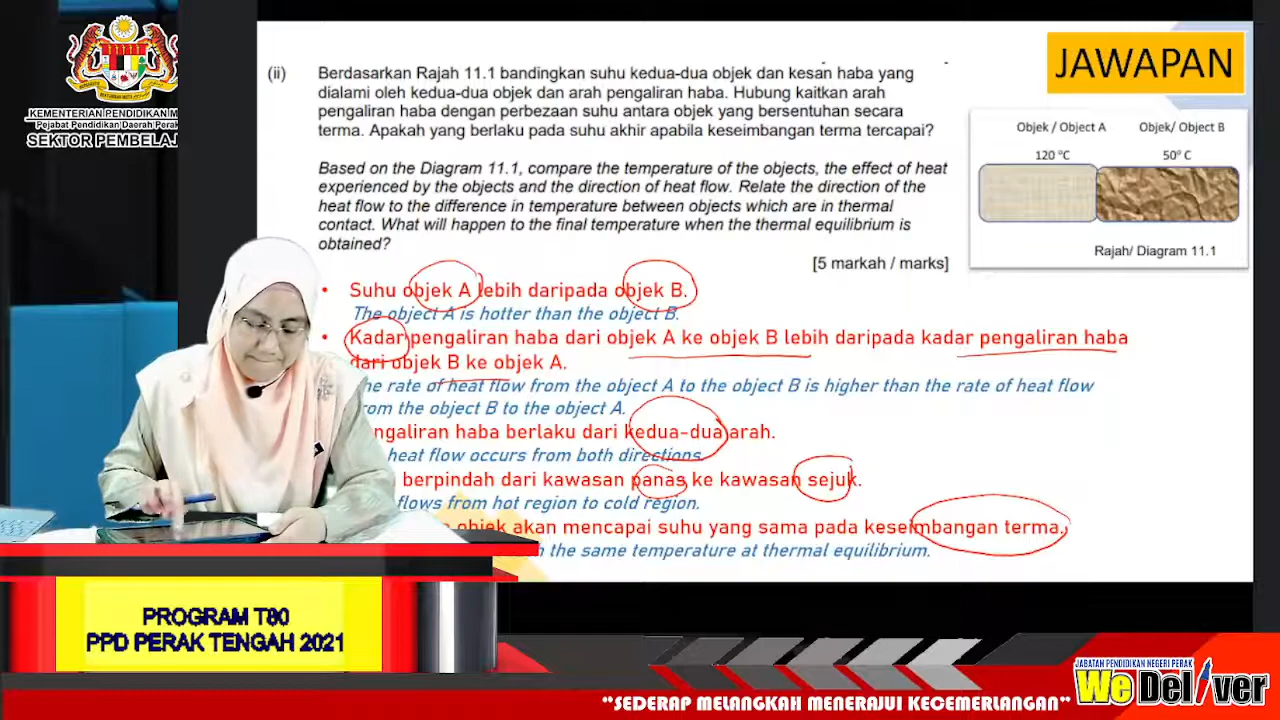 KEMENTERIAN PENDIDIKAN M
Pejabat Pendidikan Daerah Perak
SEKTOR PEMBELAJ
JAWAPAN
(ii) Berdasarkan Rajah 11.1 bandingkan suhu kedua-dua objek dan kesan haba yang
dialami oleh kedua-dua objek dan arah pengaliran haba. Hubung kaitkan arah
pengaliran haba dengan perbezaan suhu antara objek yang bersentuhan secara
terma. Apakah yang berlaku pada suhu akhir apabila keseimbangan terma tercapai?
Based on the Diagram 11.1, compare the temperature of the objects, the effect of heat
experienced by the objects and the direction of heat flow. Relate the direction of the
heat flow to the difference in temperature between objects which are in thermal
contact. What will happen to the final temperature when the thermal equilibrium is
obtained?
[5 markah / marks]
Objek / Object A Objek/ Object B
120 °C 50° C
Rajah/ Diagram 11.1
• Suhu objek A lebih daripada objek B.
The object A is hotter than the object B.
• Kadar pengaliran haba dari objek A ke objek B lebih daripada kadar pengaliran haba
dari objek B ke objek A.
he rate of heat flow from the object A to the object B is higher than the rate of heat flow
rom the object B to the object A.
ngaliran haba berlaku dari kedua-dua arah.
heat flow occurs from both directions.
berpindah dari kawasan panas ke kawasan sejuk.
flows from hot region to cold region.
objek akan mencapai suhu yang sama pada keseimbangan terma.
the same temperature at thermal equilibrium.
PROGRAM T80
PPD PERAK TENGAH 2021
JABATAN PENDIDIKAN NEGERI PERAK
We Deliver
"SEDERAP MELANGKAH MENERAJUI KECEMERLANGAN"